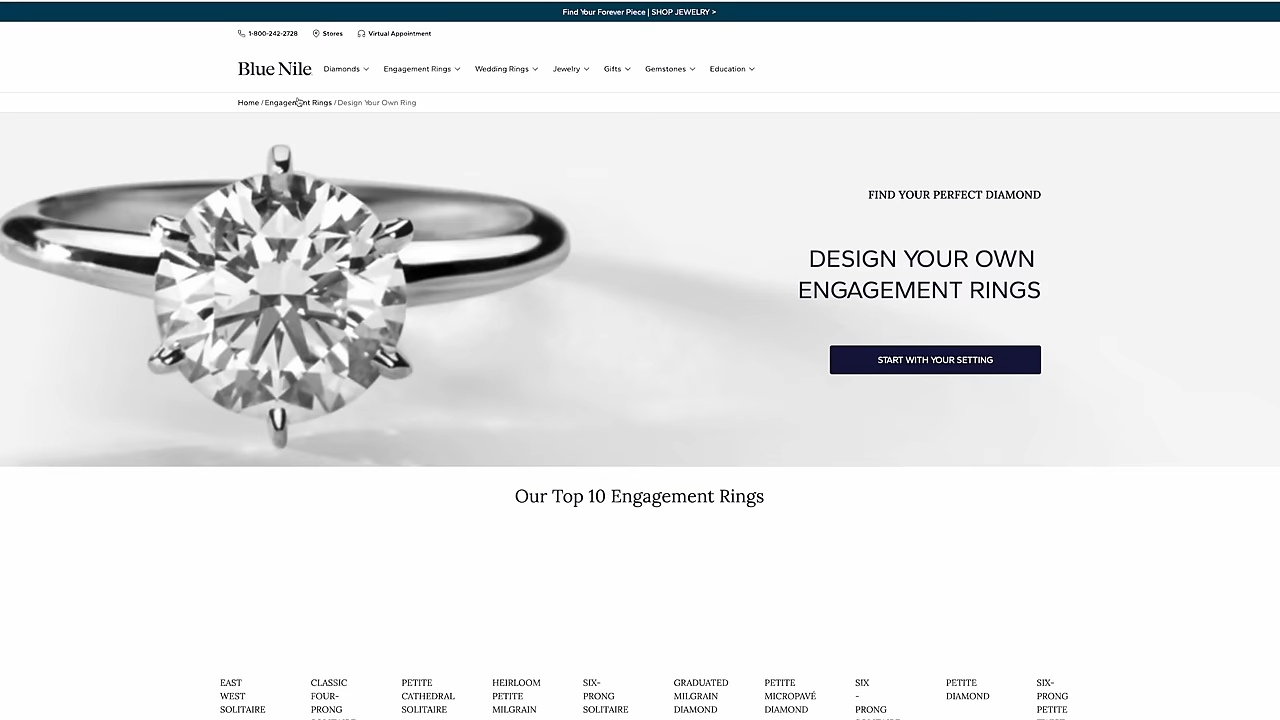 Find Your Forever Piece | SHOP JEWELRY >
1-800-242-2728 Stores Virtual Appointment
Blue Nile Diamonds Engagement Rings Wedding Rings Jewelry Gifts Gemstones Education
Home / Engagement Rings / Design Your Own Ring
FIND YOUR PERFECT DIAMOND
DESIGN YOUR OWN
ENGAGEMENT RINGS
START WITH YOUR SETTING
Our Top 10 Engagement Rings
EAST
WEST
SOLITAIRE
CLASSIC
FOUR-
PRONG
PETITE
CATHEDRAL
SOLITAIRE
HEIRLOOM
PETITE
MILGRAIN
SIX-
PRONG
SOLITAIRE
GRADUATED
MILGRAIN
DIAMOND
PETITE
MICROPAVÉ
DIAMOND
SIX
-
PRONG
PETITE
DIAMOND
SIX-
PRONG
PETITE